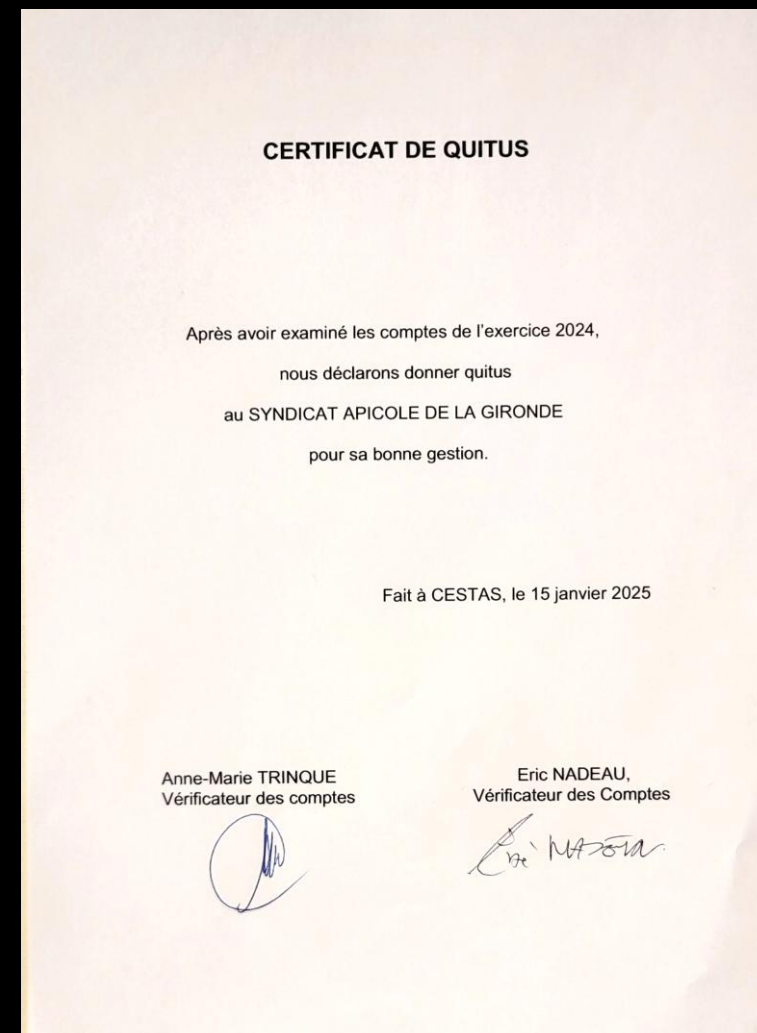 CERTIFICAT DE QUITUS
Après avoir examiné les comptes de l'exercice 2024,
nous déclarons donner quitus
au SYNDICAT APICOLE DE LA GIRONDE
pour sa bonne gestion.
Fait à CESTAS, le 15 janvier 2025
Anne-Marie TRINQUE
Vérificateur des comptes
Eric NADEAU,
Vérificateur des Comptes